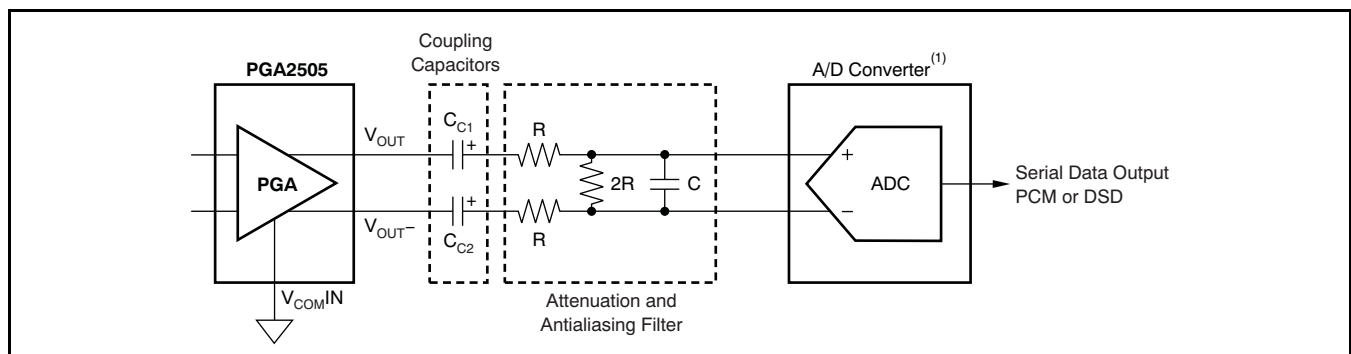 Coupling
Capacitors
PGA2505
A/D Converter(1)
CC1
+
R
VOUT
PGA
2R
C
+
ADC
−
Serial Data Output
PCM or DSD
VOUT−
CC2
+
R
VCOMIN
Attenuation and
Antialiasing Filter